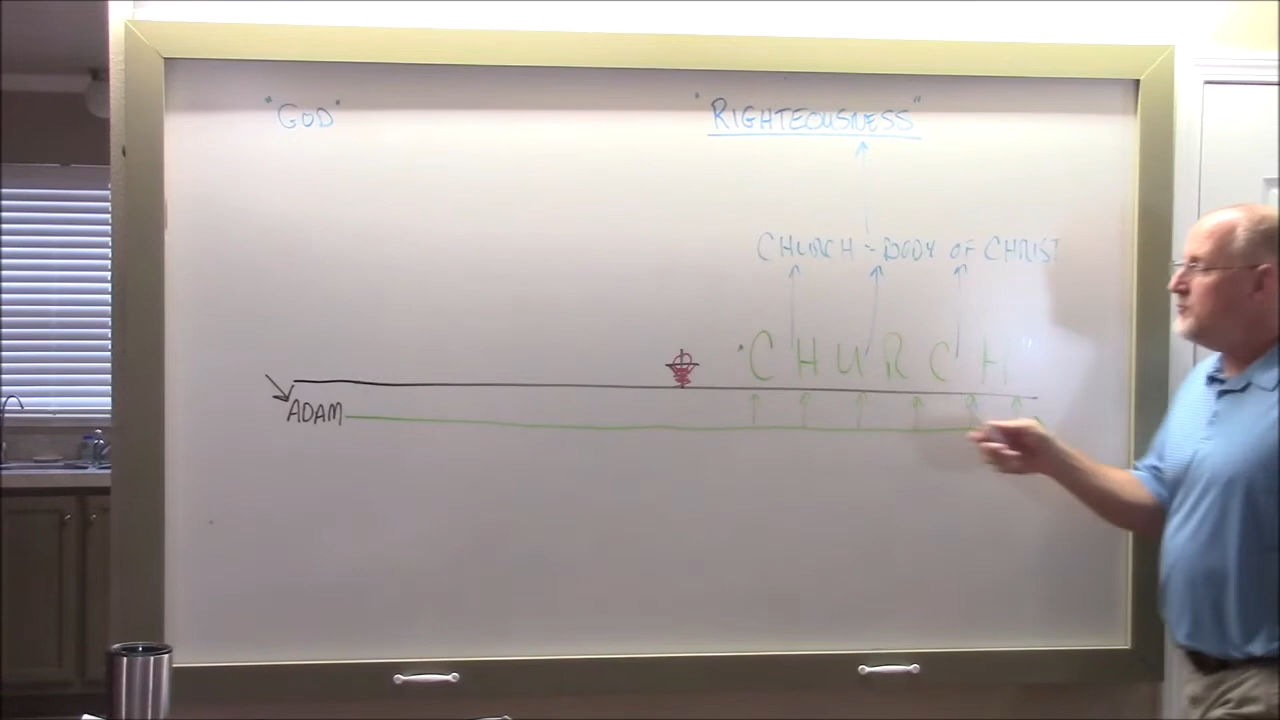 "GOD"
"RIGHTEOUSNESS"
CHURCH - BODY OF CHRIST
"CHURCH"
ADAM